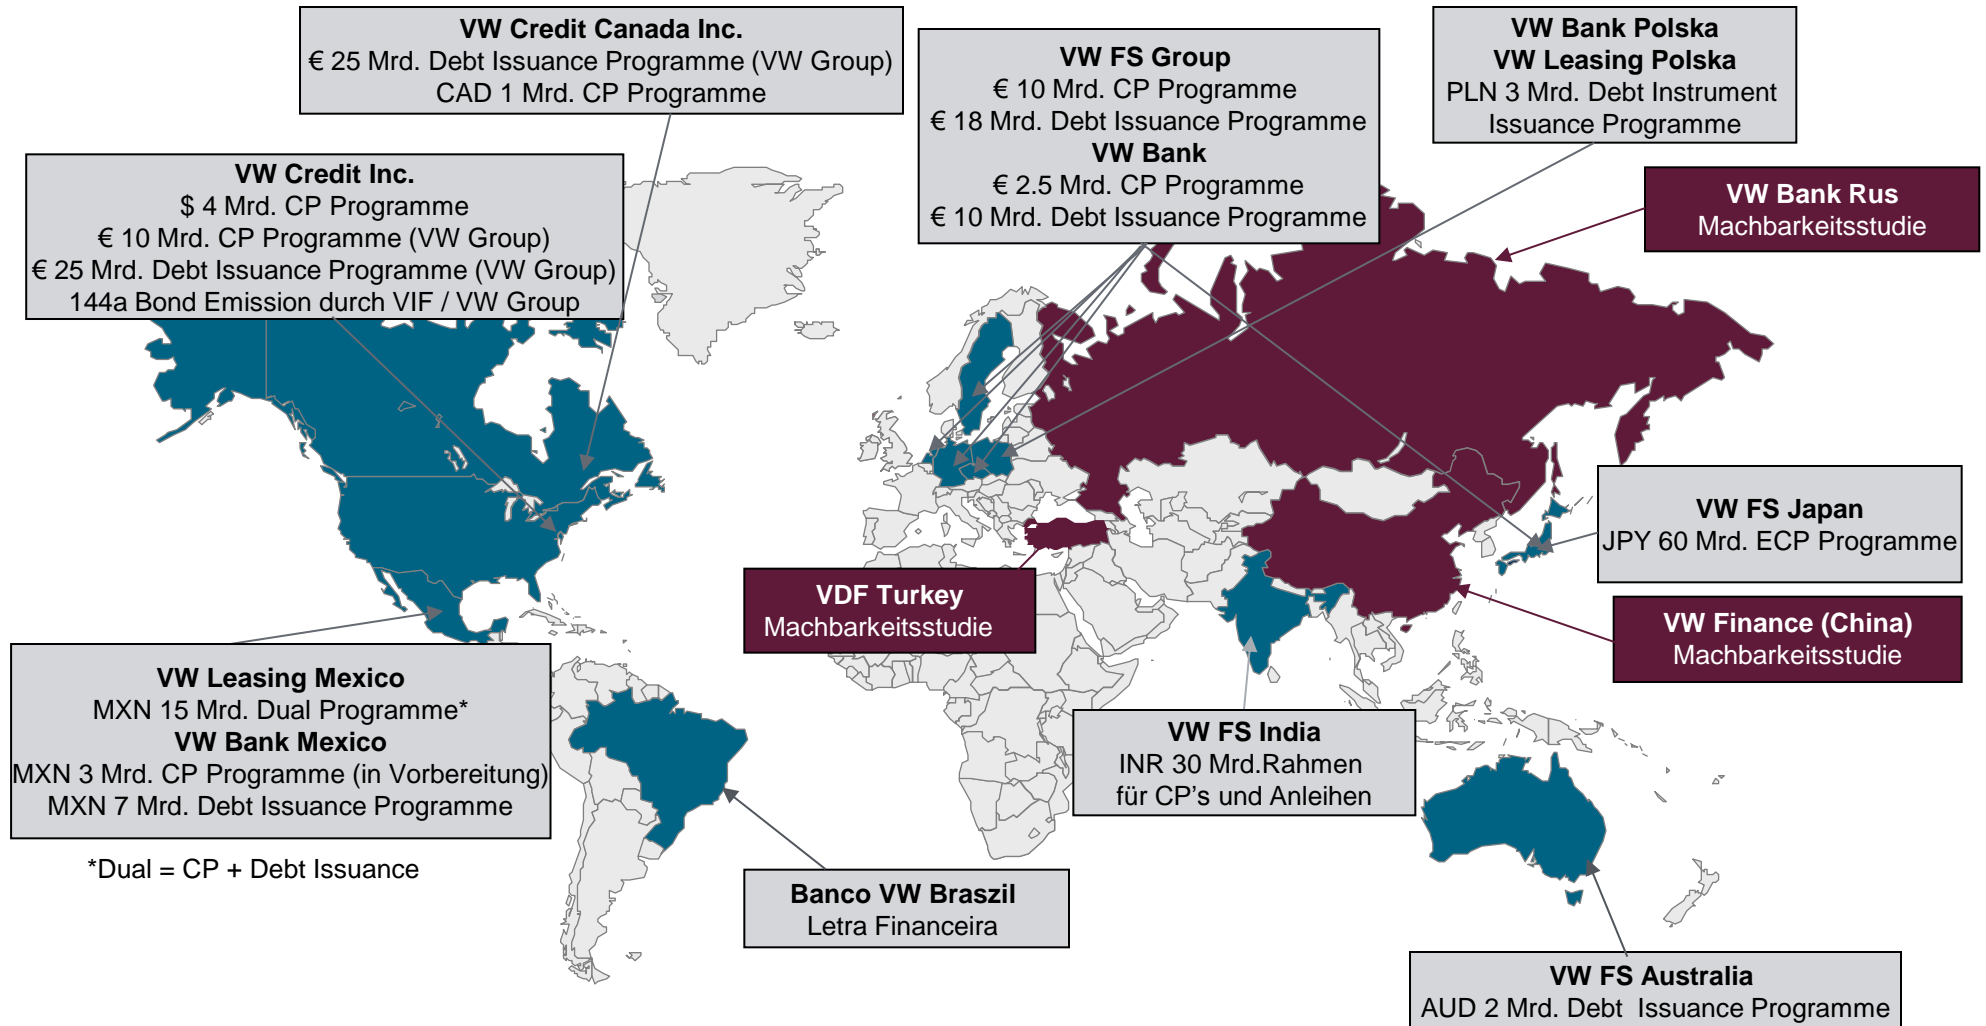 VW Credit Canada Inc.
€ 25 Mrd. Debt Issuance Programme (VW Group)
CAD 1 Mrd. CP Programme
VW FS Group
€ 10 Mrd. CP Programme
€ 18 Mrd. Debt Issuance Programme
VW Bank
€ 2.5 Mrd. CP Programme
€ 10 Mrd. Debt Issuance Programme
VW Bank Polska
VW Leasing Polska
PLN 3 Mrd. Debt Instrument
Issuance Programme
VW Credit Inc.
$ 4 Mrd. CP Programme
€ 10 Mrd. CP Programme (VW Group)
€ 25 Mrd. Debt Issuance Programme (VW Group)
144a Bond Emission durch VIF / VW Group
VW Bank Rus
Machbarkeitsstudie
VW FS Japan
JPY 60 Mrd. ECP Programme
VDF Turkey
Machbarkeitsstudie
VW Finance (China)
Machbarkeitsstudie
VW Leasing Mexico
MXN 15 Mrd. Dual Programme*
VW Bank Mexico
MXN 3 Mrd. CP Programme (in Vorbereitung)
MXN 7 Mrd. Debt Issuance Programme
VW FS India
INR 30 Mrd.Rahmen
für CP's und Anleihen
*Dual = CP + Debt Issuance
Banco VW Braszil
Letra Financeira
VW FS Australia
AUD 2 Mrd. Debt  Issuance Programme